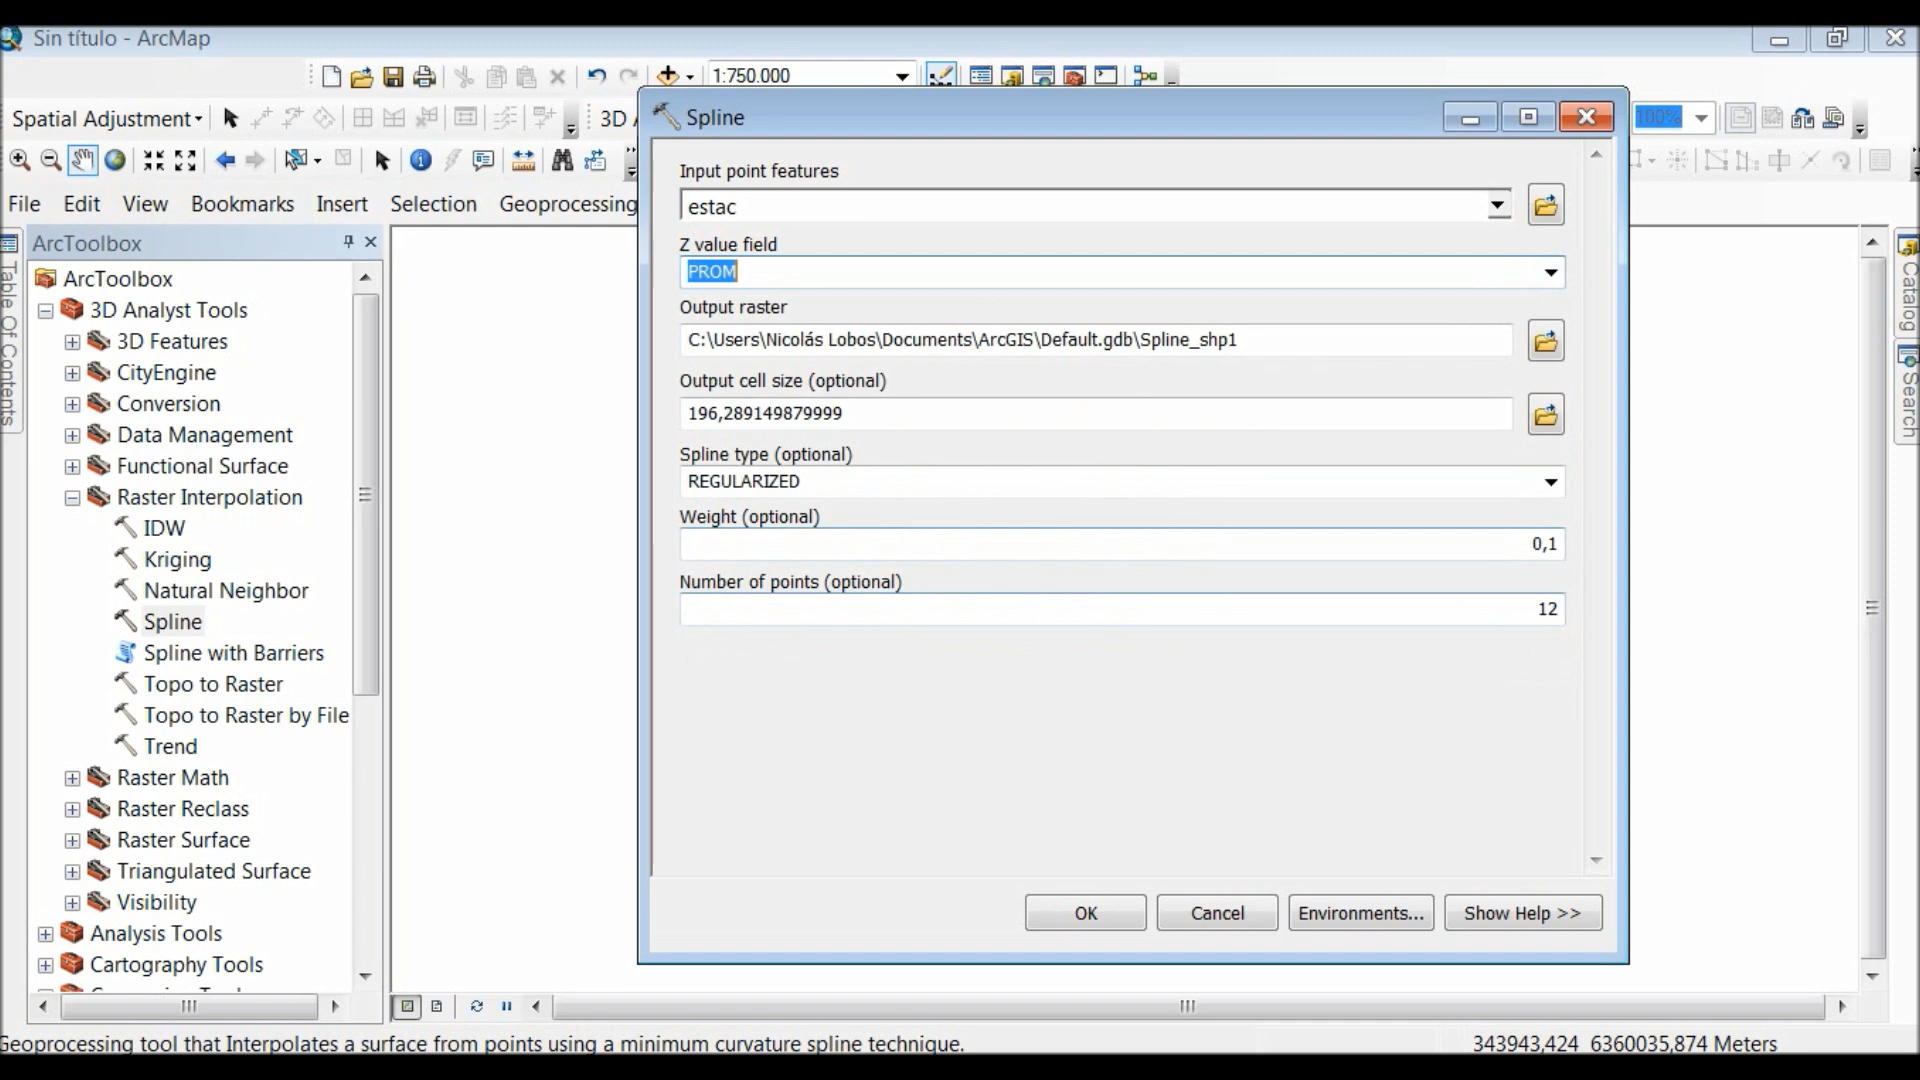 Sin título - ArcMap
1:750.000
Spatial Adjustment
3D
100%
File Edit View Bookmarks Insert Selection Geoprocessing
Table Of Contents
ArcToolbox
ArcToolbox
3D Analyst Tools
3D Features
CityEngine
Conversion
Data Management
Functional Surface
Raster Interpolation
IDW
Kriging
Natural Neighbor
Spline
Spline with Barriers
Topo to Raster
Topo to Raster by File
Trend
Raster Math
Raster Reclass
Raster Surface
Triangulated Surface
Visibility
Analysis Tools
Cartography Tools
Spline
Input point features
estac
Z value field
PROM
Output raster
C:\Users\Nicolás Lobos\Documents\ArcGIS\Default.gdb\Spline_shp1
Output cell size (optional)
196,289149879999
Spline type (optional)
REGULARIZED
Weight (optional)
0,1
Number of points (optional)
12
OK Cancel Environments... Show Help >>
Catalog
Search
Geoprocessing tool that Interpolates a surface from points using a minimum curvature spline technique.
343943,424 6360035,874 Meters